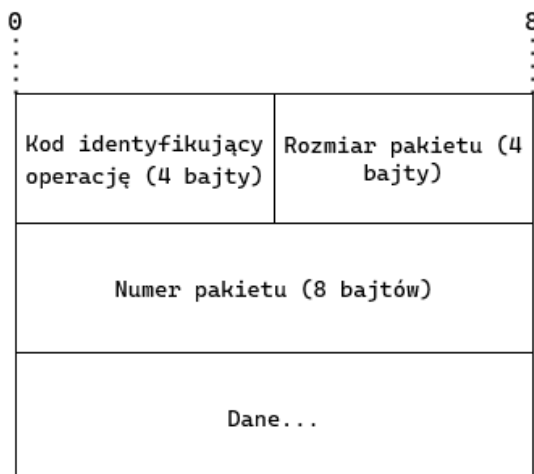 0 8
Kod identyfikujący
operację (4 bajty)
Rozmiar pakietu (4
bajty)
Numer pakietu (8 bajtów)
Dane...